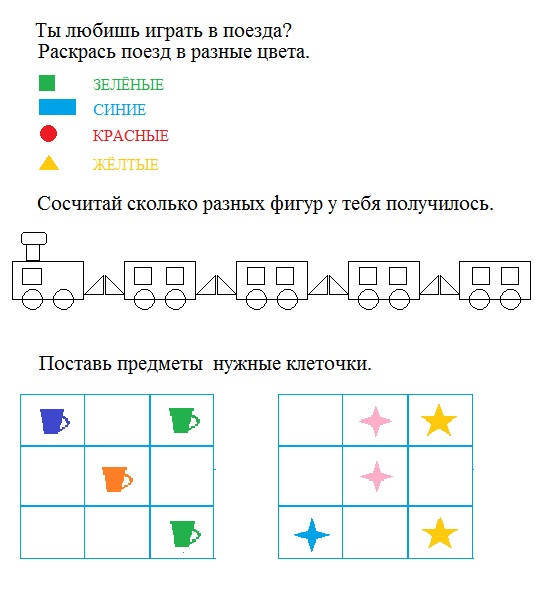 Ты любишь играть в поезда?
Раскрась поезд в разные цвета.
ЗЕЛЁНЫЕ
СИНИЕ
КРАСНЫЕ
ЖЁЛТЫЕ
Сосчитай сколько разных фигур у тебя получилось.
Поставь предметы нужные клеточки.